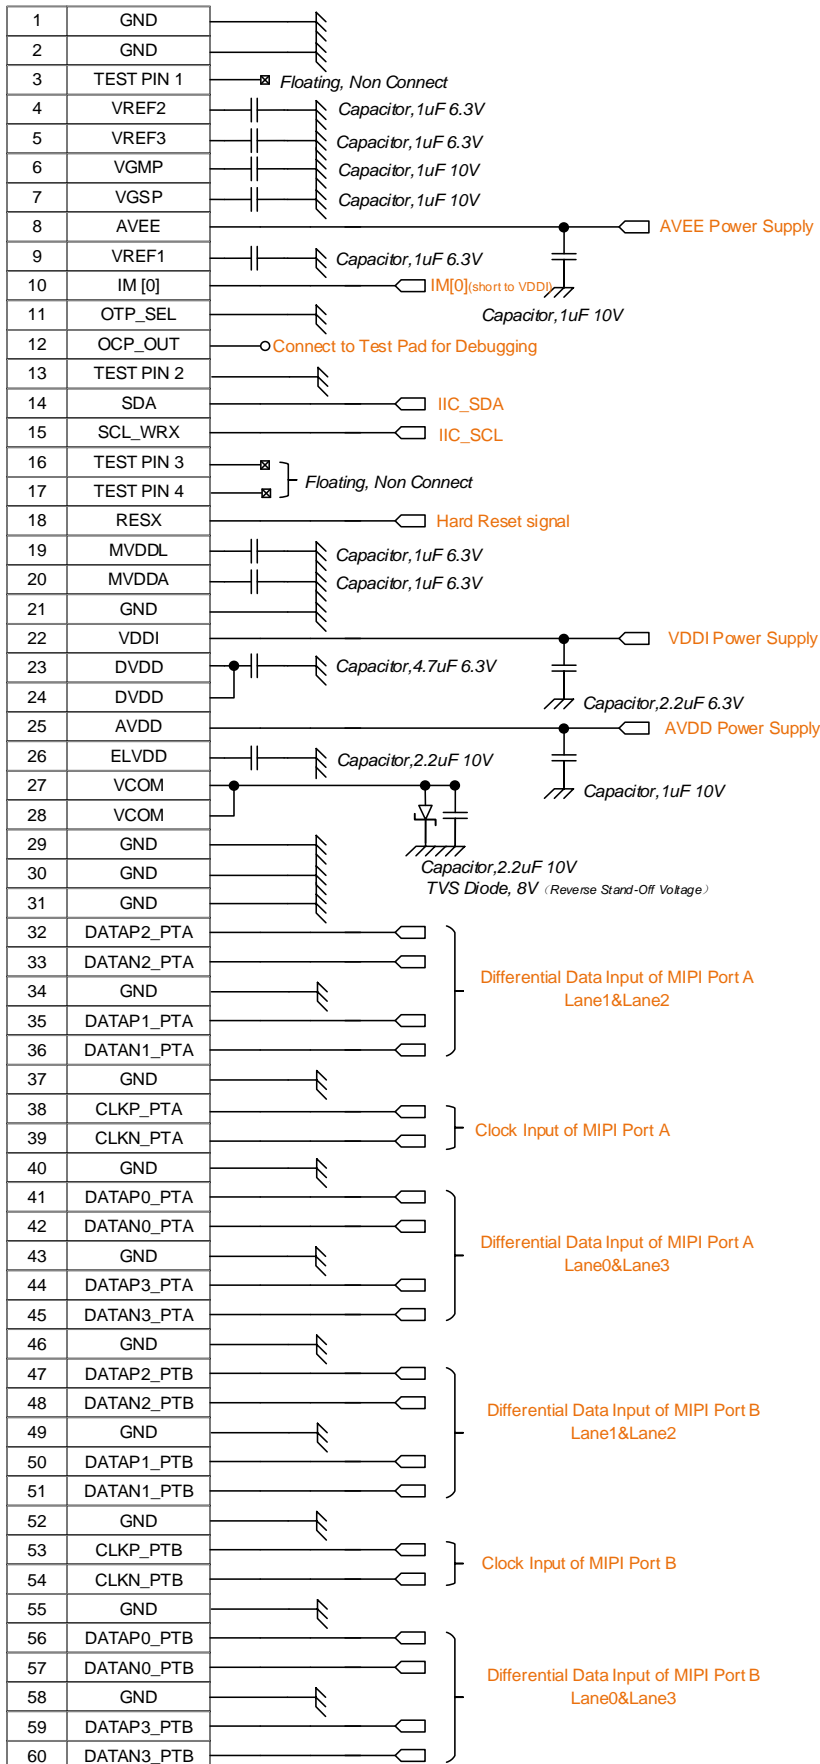 1 GND
2 GND
3 TEST PIN 1 Floating, Non Connect
4 VREF2 Capacitor,1uF 6.3V
5 VREF3 Capacitor,1uF 6.3V
6 VGMP Capacitor,1uF 10V
7 VGSP Capacitor,1uF 10V
8 AVEE AVEE Power Supply
9 VREF1 Capacitor,1uF 6.3V
10 IM [0] IM[0](short to VDDI)
11 OTP_SEL Capacitor,1uF 10V
12 OCP_OUT Connect to Test Pad for Debugging
13 TEST PIN 2
14 SDA IIC_SDA
15 SCL_WRX IIC_SCL
16 TEST PIN 3
Floating, Non Connect
17 TEST PIN 4
18 RESX Hard Reset signal
19 MVDDL Capacitor,1uF 6.3V
20 MVDDA Capacitor,1uF 6.3V
21 GND
22 VDDI VDDI Power Supply
23 DVDD Capacitor,4.7uF 6.3V
24 DVDD Capacitor,2.2uF 6.3V
25 AVDD AVDD Power Supply
26 ELVDD Capacitor,2.2uF 10V
27 VCOM Capacitor,1uF 10V
28 VCOM
29 GND
30 GND Capacitor,2.2uF 10V
TVS Diode, 8V（Reverse Stand-Off Voltage）
31 GND
32 DATAP2_PTA
33 DATAN2_PTA
Differential Data Input of MIPI Port A
34 GND
Lane1&Lane2
35 DATAP1_PTA
36 DATAN1_PTA
37 GND
38 CLKP_PTA
Clock Input of MIPI Port A
39 CLKN_PTA
40 GND
41 DATAP0_PTA
42 DATAN0_PTA
Differential Data Input of MIPI Port A
43 GND
Lane0&Lane3
44 DATAP3_PTA
45 DATAN3_PTA
46 GND
47 DATAP2_PTB
48 DATAN2_PTB
Differential Data Input of MIPI Port B
49 GND
Lane1&Lane2
50 DATAP1_PTB
51 DATAN1_PTB
52 GND
53 CLKP_PTB
Clock Input of MIPI Port B
54 CLKN_PTB
55 GND
56 DATAP0_PTB
57 DATAN0_PTB
Differential Data Input of MIPI Port B
58 GND
Lane0&Lane3
59 DATAP3_PTB
60 DATAN3_PTB